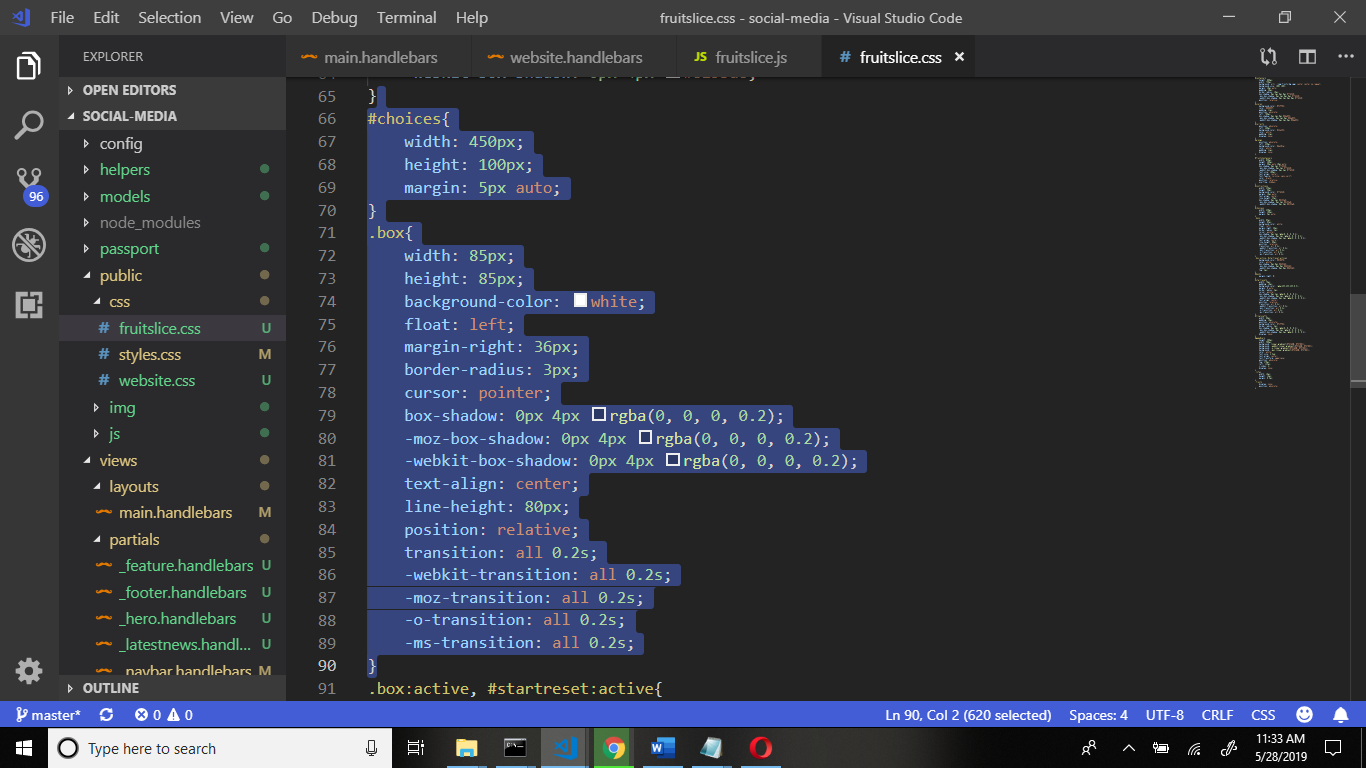 File Edit Selection View Go Debug Terminal Help
fruitslice.css - social-media - Visual Studio Code
EXPLORER
OPEN EDITORS
SOCIAL-MEDIA
config
helpers
models
node_modules
passport
public
css
# fruitslice.css U
# styles.css M
# website.css U
img
js
views
layouts
main.handlebars M
partials
_feature.handlebars U
_footer.handlebars U
_hero.handlebars U
_latestnews.handl... U
_navbar.handlebars M
OUTLINE
96
main.handlebars
website.handlebars
JS fruitslice.js
# fruitslice.css ×
65 }
66 #choices{
67 width: 450px;
68 height: 100px;
69 margin: 5px auto;
70 }
71 .box{
72 width: 85px;
73 height: 85px;
74 background-color: white;
75 float: left;
76 margin-right: 36px;
77 border-radius: 3px;
78 cursor: pointer;
79 box-shadow: 0px 4px rgba(0, 0, 0, 0.2);
80 -moz-box-shadow: 0px 4px rgba(0, 0, 0, 0.2);
81 -webkit-box-shadow: 0px 4px rgba(0, 0, 0, 0.2);
82 text-align: center;
83 line-height: 80px;
84 position: relative;
85 transition: all 0.2s;
86 -webkit-transition: all 0.2s;
87 -moz-transition: all 0.2s;
88 -o-transition: all 0.2s;
89 -ms-transition: all 0.2s;
90 }
91 .box:active, #startreset:active{
master* 0 0 Ln 90, Col 2 (620 selected) Spaces: 4 UTF-8 CRLF CSS
Type here to search
11:33 AM
5/28/2019